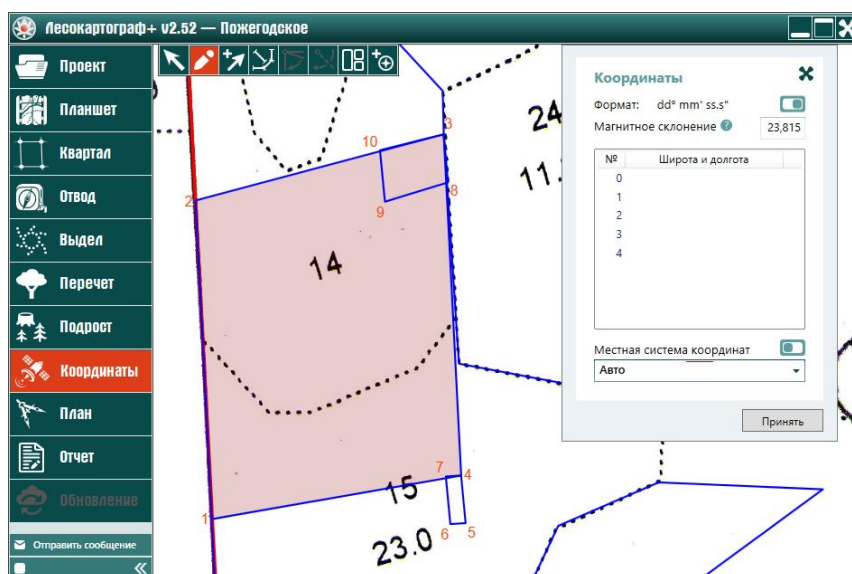 Лесокартограф+ v2.52 — Пожегодское
Проект
Планшет
Квартал
Отвод
Выдел
Перечет
Подрост
Координаты
План
Отчет
Обновление
Отправить сообщение
«
Координаты
Формат: dd° mm' ss.s"
Магнитное склонение ? 23,815
№ Широта и долгота
0
1
2
3
4
Местная система координат
Авто
Принять
24
11.
3
10
8
2
9
14
7 4
15
1
6 5
23.0